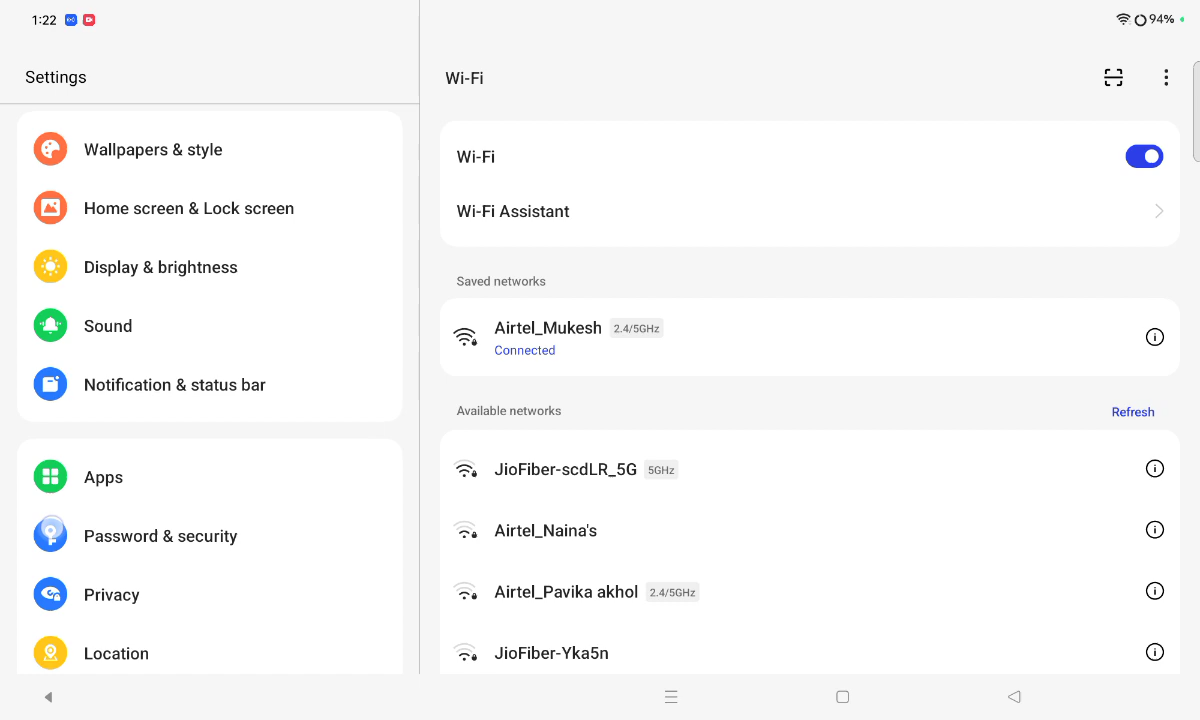 1:22
94%
Settings
Wallpapers & style
Home screen & Lock screen
Display & brightness
Sound
Notification & status bar
Apps
Password & security
Privacy
Location
Wi-Fi
Wi-Fi
Wi-Fi Assistant
Saved networks
Airtel_Mukesh 2.4/5GHz
Connected
Available networks
Refresh
JioFiber-scdLR_5G 5GHz
Airtel_Naina's
Airtel_Pavika akhol 2.4/5GHz
JioFiber-Yka5n